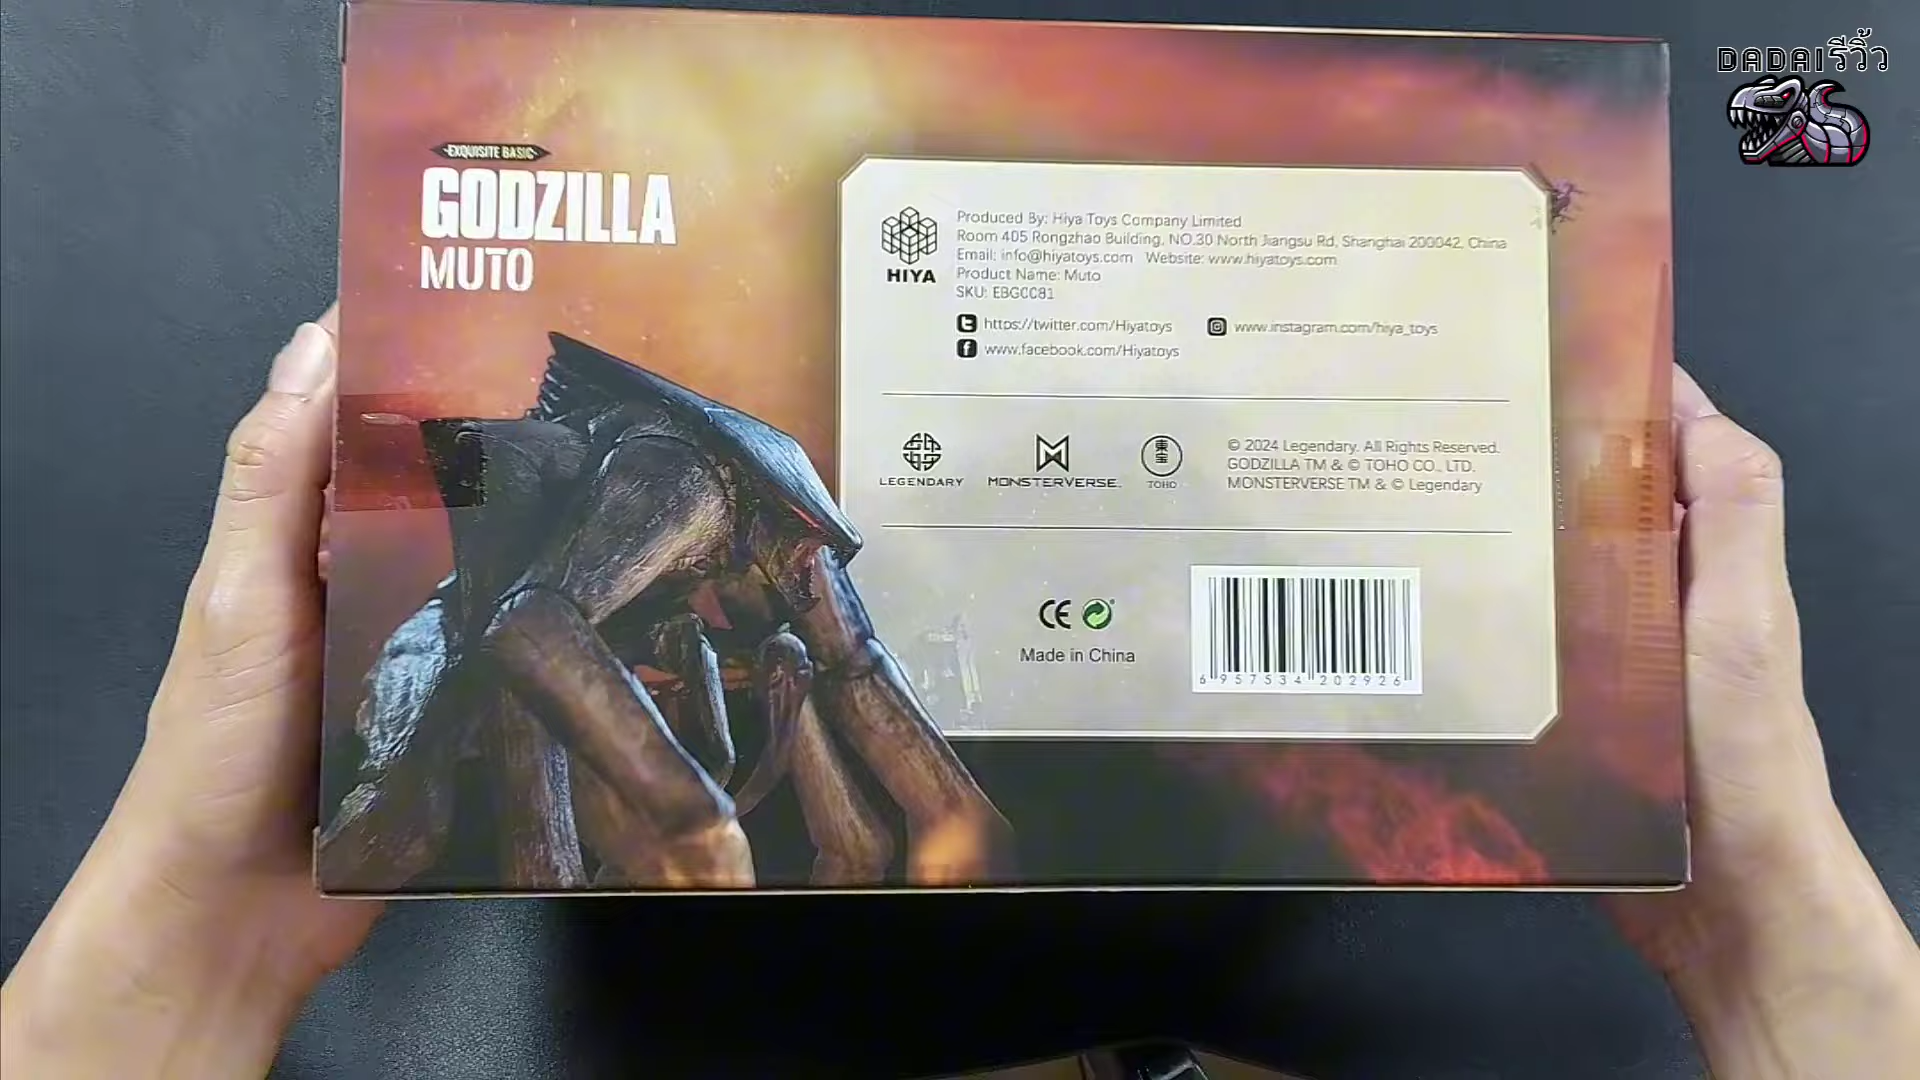 DADAIรีวิ้ว
EXQUISITE BASIC
GODZILLA
MUTO
HIYA
Produced By: Hiya Toys Company Limited
Room 405 Rongzhao Building, NO.30 North Jiangsu Rd, Shanghai 200042, China
Email: info@hiyatoys.com Website: www.hiyatoys.com
Product Name: Muto
SKU: EBG0081
https://twitter.com/Hiyatoys
www.instagram.com/hiya_toys
www.facebook.com/Hiyatoys
LEGENDARY
MONSTERVERSE
東宝
TOHO
© 2024 Legendary. All Rights Reserved.
GODZILLA TM & © TOHO CO., LTD.
MONSTERVERSE TM & © Legendary
CE
Made in China
6 957534 202926